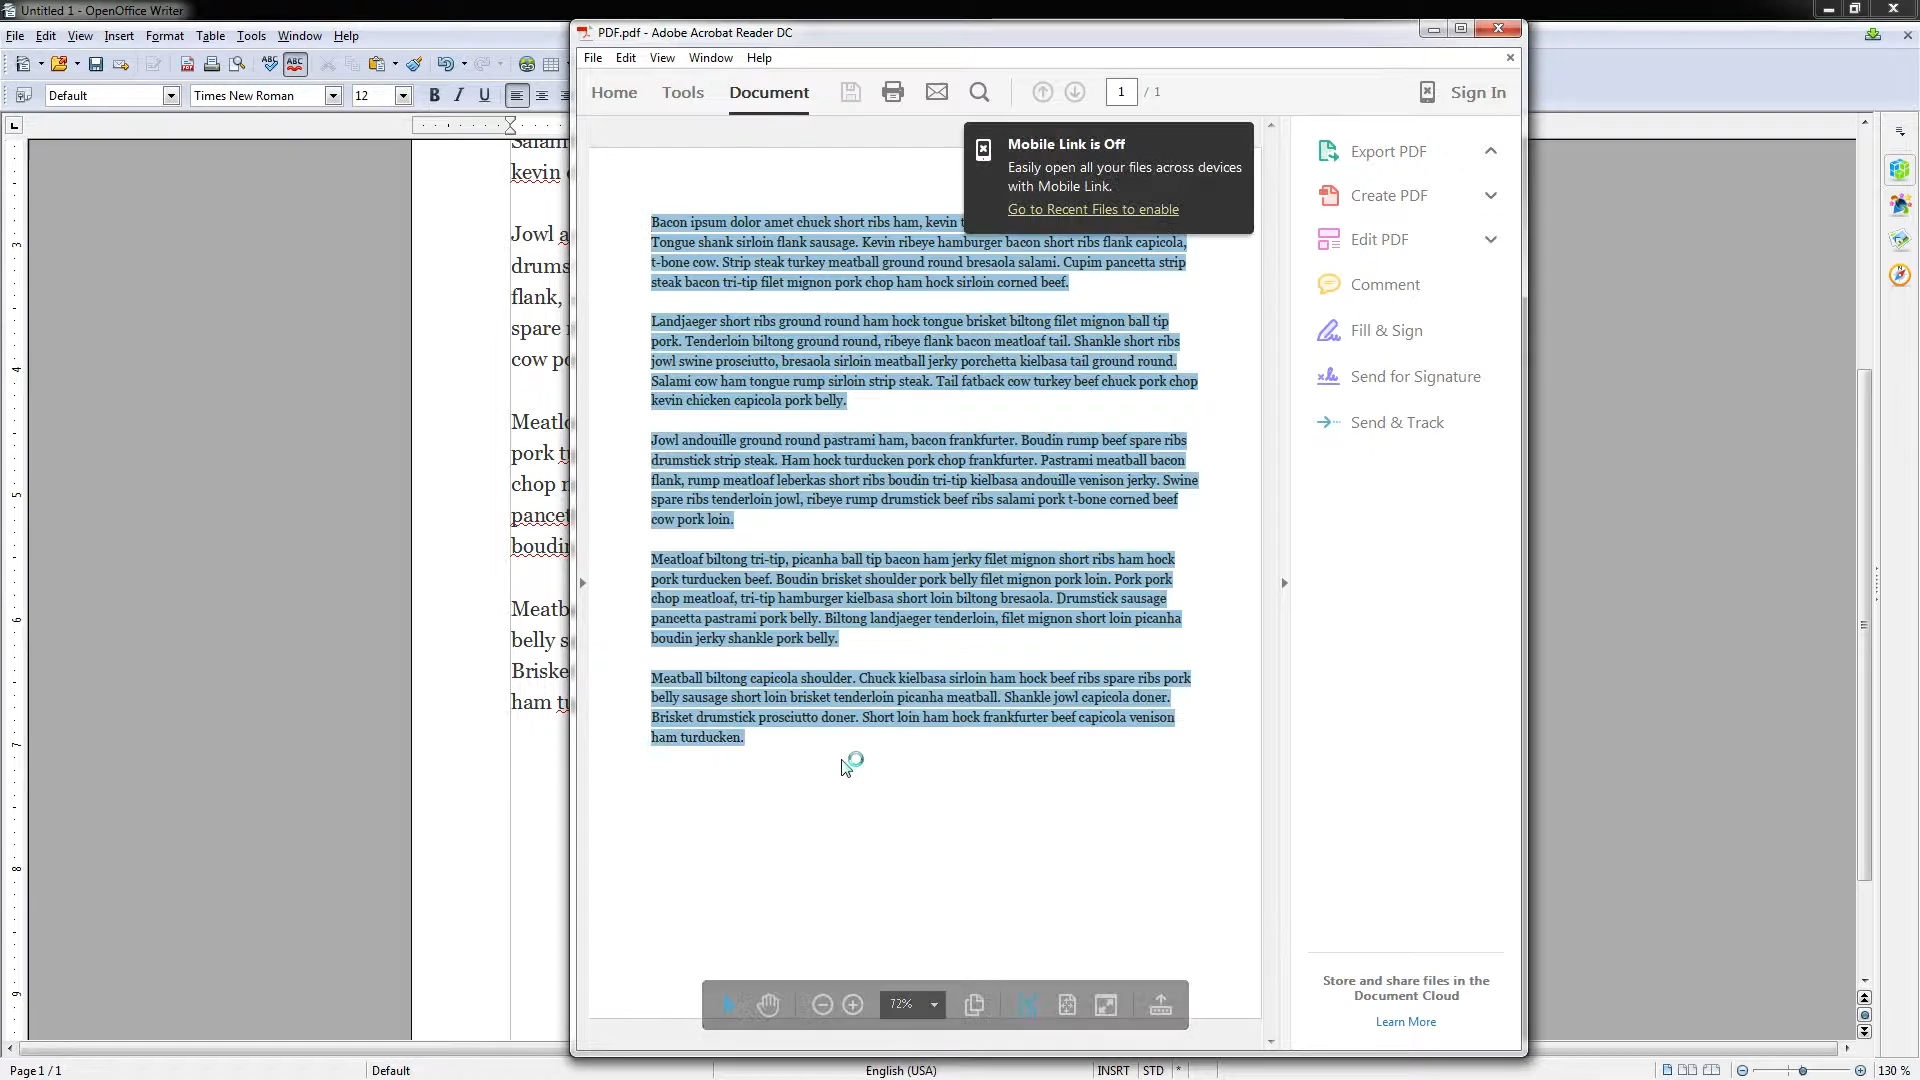 Untitled 1 - OpenOffice Writer
File Edit View Insert Format Table Tools Window Help
Default
Times New Roman
12
kevin
Jowl
drums
flank,
spare
cow
Meatlo
pork
chop
pancet
boudin
Meatb
belly
Briske
ham
3
4
5
6
7
8
9
PDF.pdf - Adobe Acrobat Reader DC
File Edit View Window Help
Home Tools Document
1 / 1
Sign In
Mobile Link is Off
Easily open all your files across devices
with Mobile Link.
Go to Recent Files to enable
Bacon ipsum dolor amet chuck short ribs ham, kevin
Tongue shank sirloin flank sausage. Kevin ribeye hamburger bacon short ribs flank capicola,
t-bone cow. Strip steak turkey meatball ground round bresaola salami. Cupim pancetta strip
steak bacon tri-tip filet mignon pork chop ham hock sirloin corned beef.
Landjaeger short ribs ground round ham hock tongue brisket biltong filet mignon ball tip
pork. Tenderloin biltong ground round, ribeye flank bacon meatloaf tail. Shankle short ribs
jowl swine prosciutto, bresaola sirloin meatball jerky porchetta kielbasa tail ground round.
Salami cow ham tongue rump sirloin strip steak. Tail fatback cow turkey beef chuck pork chop
kevin chicken capicola pork belly.
Jowl andouille ground round pastrami ham, bacon frankfurter. Boudin rump beef spare ribs
drumstick strip steak. Ham hock turducken pork chop frankfurter. Pastrami meatball bacon
flank, rump meatloaf leberkas short ribs boudin tri-tip kielbasa andouille venison jerky. Swine
spare ribs tenderloin jowl, ribeye rump drumstick beef ribs salami pork t-bone corned beef
cow pork loin.
Meatloaf biltong tri-tip, picanha ball tip bacon ham jerky filet mignon short ribs ham hock
pork turducken beef. Boudin brisket shoulder pork belly filet mignon pork loin. Pork pork
chop meatloaf, tri-tip hamburger kielbasa short loin biltong bresaola. Drumstick sausage
pancetta pastrami pork belly. Biltong landjaeger tenderloin, filet mignon short loin picanha
boudin jerky shankle pork belly.
Meatball biltong capicola shoulder. Chuck kielbasa sirloin ham hock beef ribs spare ribs pork
belly sausage short loin brisket tenderloin picanha meatball. Shankle jowl capicola doner.
Brisket drumstick prosciutto doner. Short loin ham hock frankfurter beef capicola venison
ham turducken.
72%
Export PDF
Create PDF
Edit PDF
Comment
Fill & Sign
Send for Signature
Send & Track
Store and share files in the
Document Cloud
Learn More
Page 1 / 1 Default English (USA) INSRT STD * 130 %